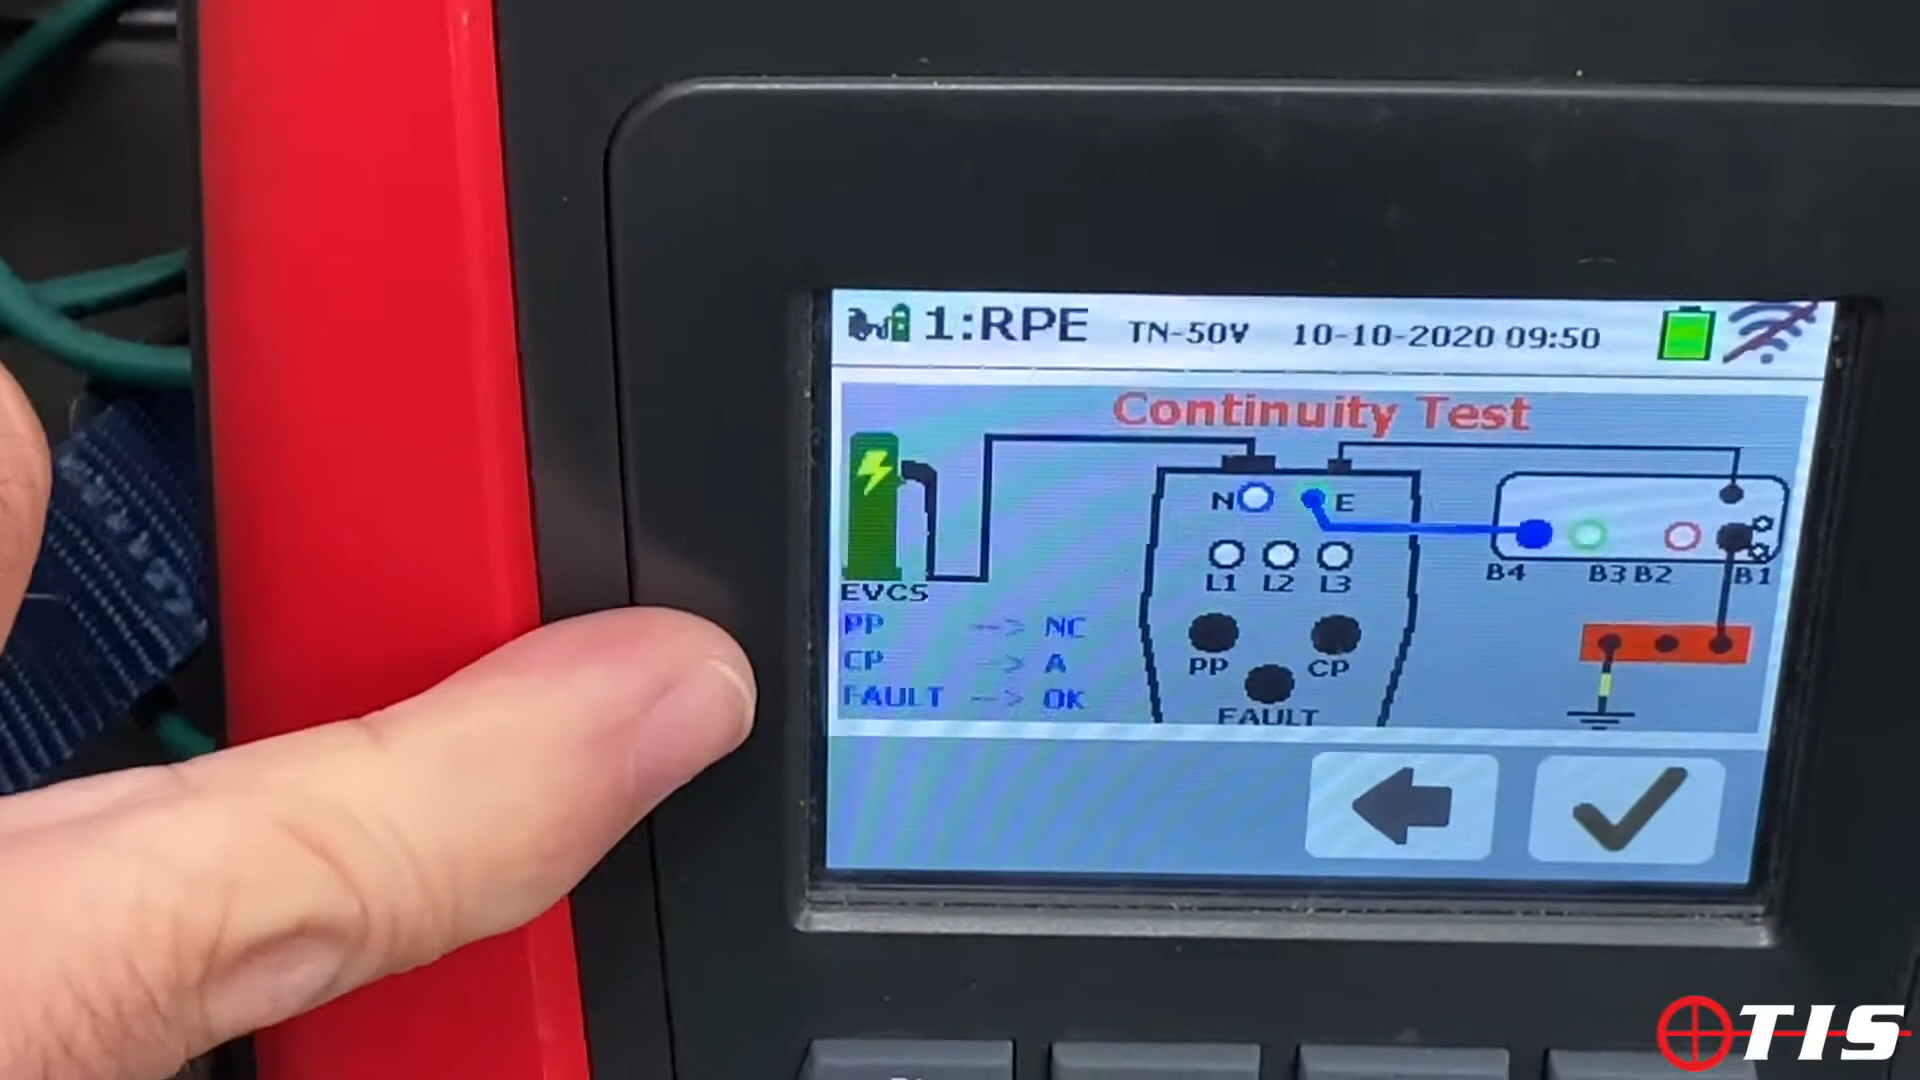 1:RPE TN-50V 10-10-2020 09:50
Continuity Test
N E
L1 L2 L3
B4 B3 B2 B1
EVCS
PP --> NC
CP --> A
FAULT --> OK
PP CP
FAULT
TIS